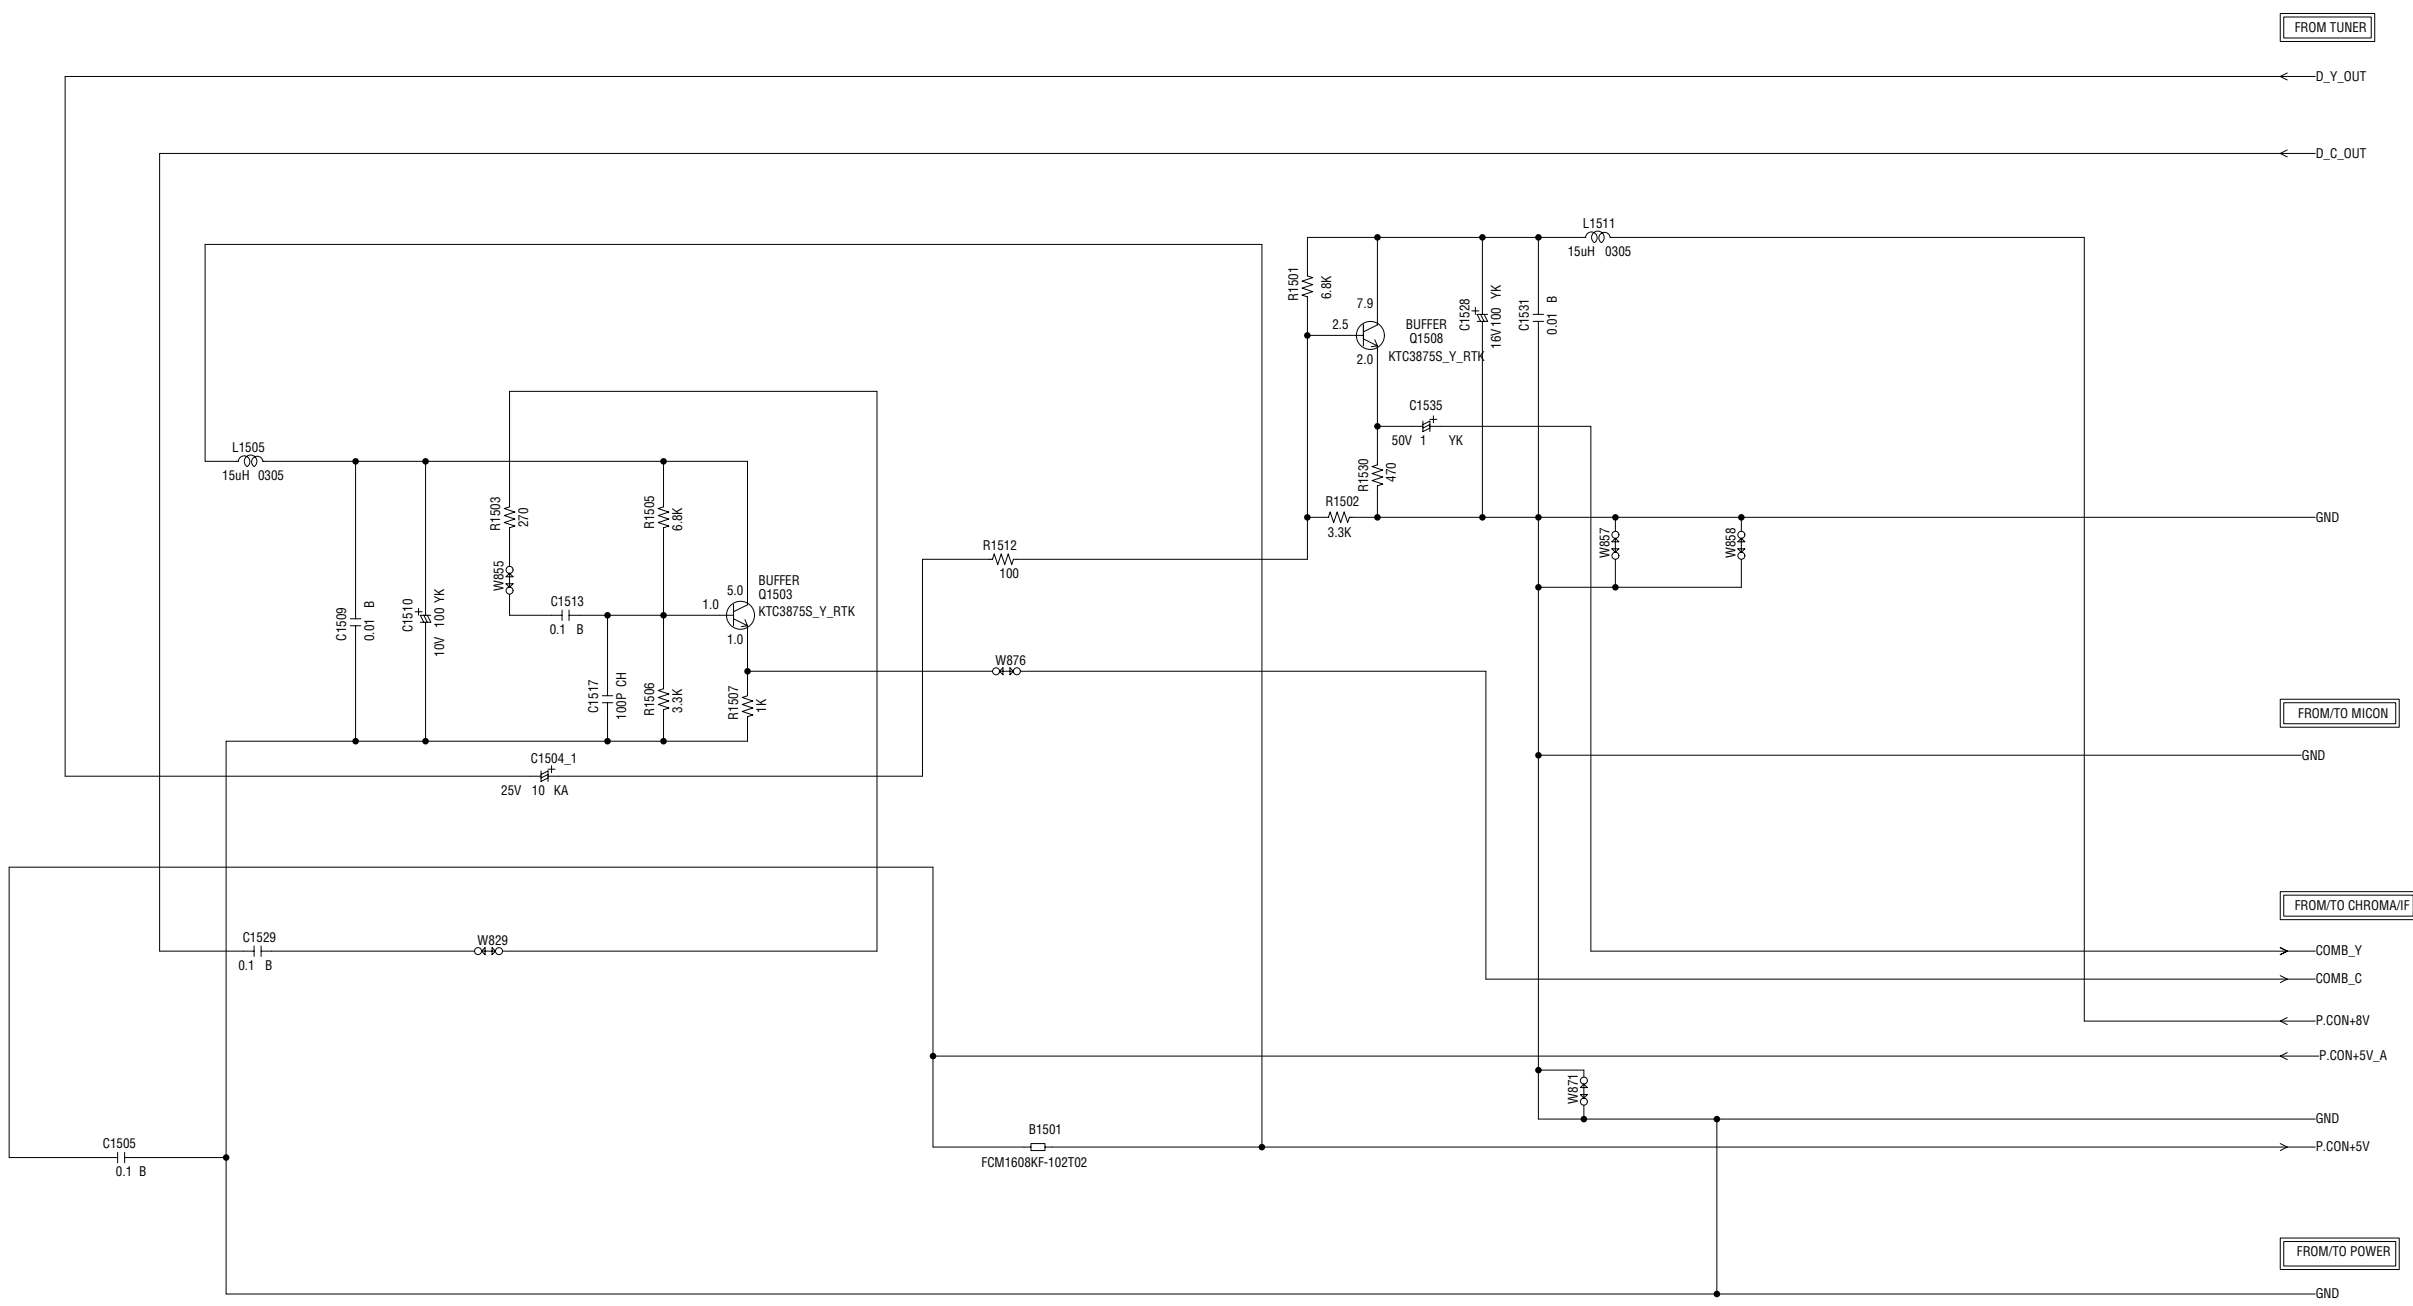 FROM TUNER
D_Y_OUT
D_C_OUT
L1511
15uH 0305
R1501
6.8K
7.9
2.5
2.0
BUFFER
Q1508
KTC3875S_Y_RTK
C1528
16V 100 YK
C1531
0.01 B
C1535
50V 1 YK
R1530
470
R1502
3.3K
GND
W857
W858
L1505
15uH 0305
C1509
0.01 B
C1510
10V 100 YK
R1503
270
W855
C1513
0.1 B
R1505
6.8K
5.0
1.0
1.0
BUFFER
Q1503
KTC3875S_Y_RTK
C1517
100P CH
R1506
3.3K
R1507
1K
R1512
100
W876
C1504_1
25V 10 KA
FROM/TO MICON
GND
FROM/TO CHROMA/IF
C1529
0.1 B
W829
COMB_Y
COMB_C
P.CON+8V
P.CON+5V_A
W871
GND
C1505
0.1 B
B1501
FCM1608KF-102T02
P.CON+5V
FROM/TO POWER
GND